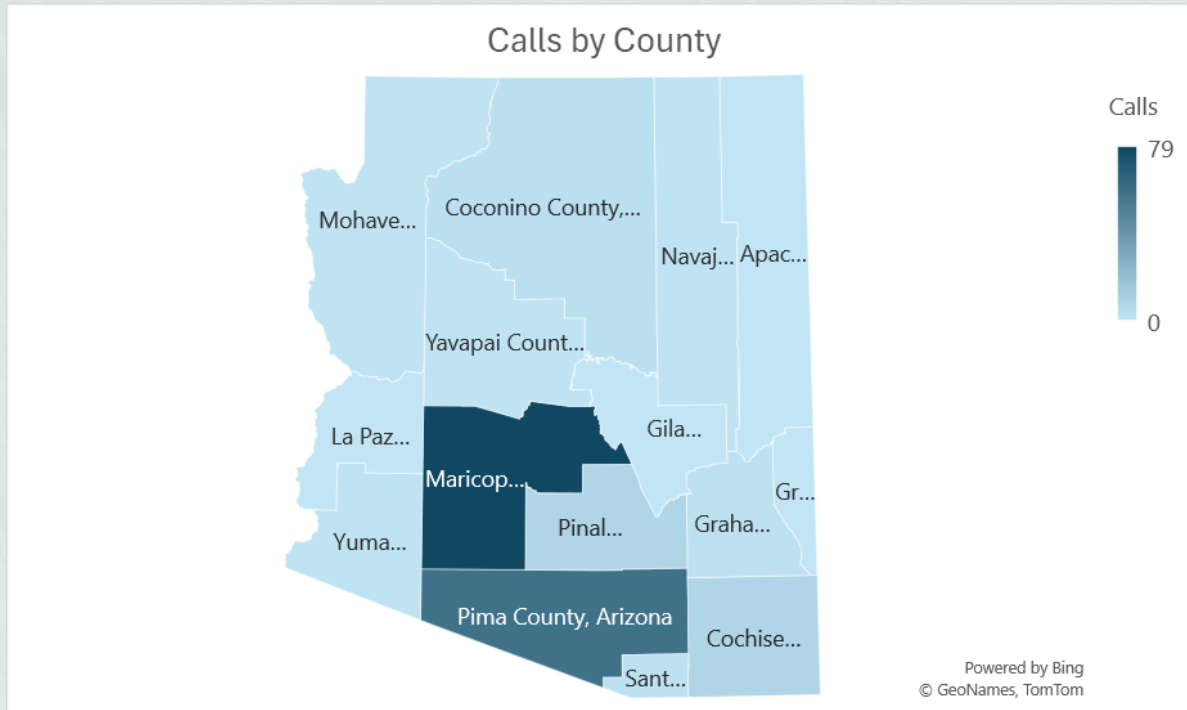 Calls by County
Calls
79
0
Mohave...
Coconino County,...
Navaj...
Apac...
Yavapai Count...
La Paz...
Gila...
Maricop...
Gr...
Pinal...
Graha...
Yuma...
Pima County, Arizona
Cochise...
Sant...
Powered by Bing
© GeoNames, TomTom